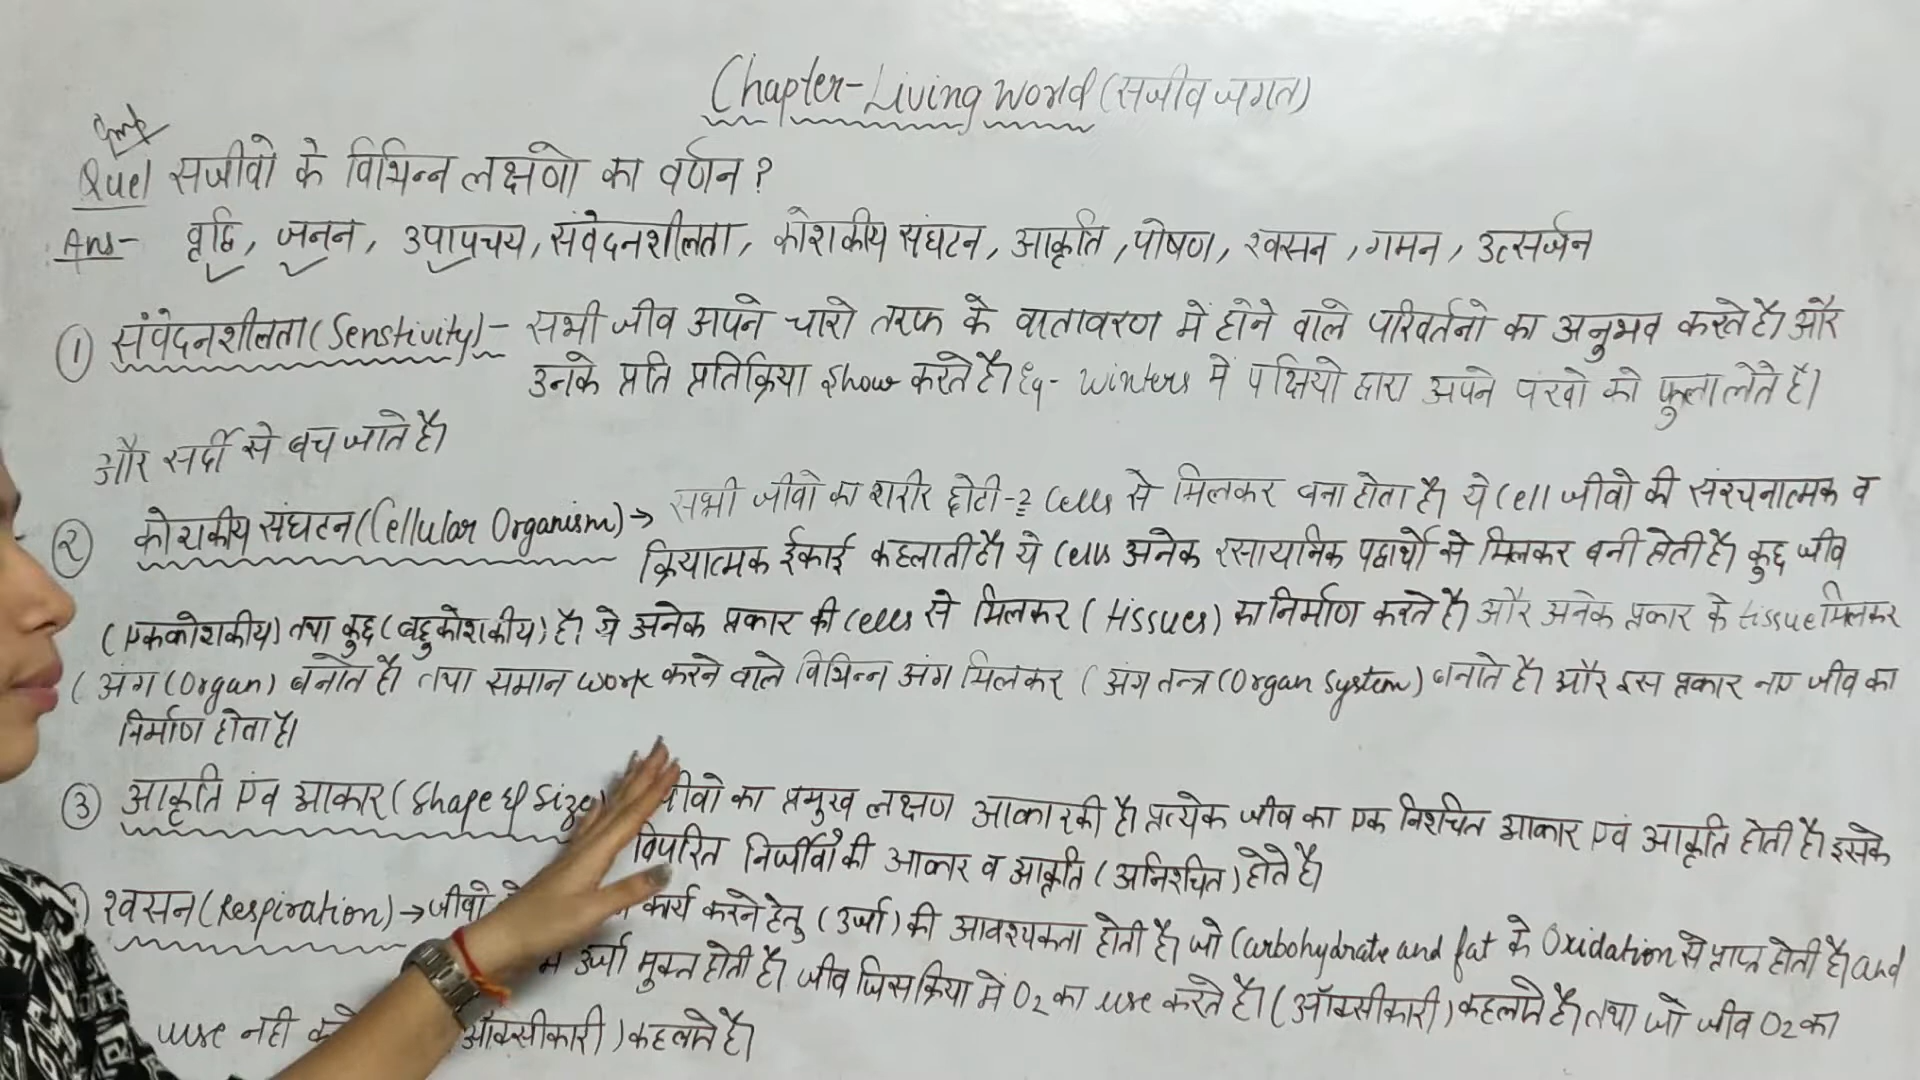 Chapter-Living World (सजीव जगत)
Imp
Que1 सजीवो के विभिन्न लक्षणो का वर्णन ?
Ans- वृद्धि, जनन, उपापचय, संवेदनशीलता, कोशकीय संघटन, आकृति, पोषण, श्वसन, गमन, उत्सर्जन
① संवेदनशीलता (Senstivity) - सभी जीव अपने चारो तरफ के वातावरण में होने वाले परिवर्तनो का अनुभव करते है। और
उनके प्रति प्रतिक्रिया show करते है। Eg- winters में पक्षियो द्वारा अपने पंखो को फुला लेते है।
और सर्दी से बच जाते है।
② कोशकीय संघटन (Cellular Organism) → सभी जीवो का शरीर छोटी-२ Cells से मिलकर बना होता है। ये Cell जीवो की संरचनात्मक व
क्रियात्मक ईकाई कहलाती है। ये Cells अनेक रसायनिक पदार्थो से मिलकर बनी होती है। कुछ जीव
(एककोशकीय) तथा कुछ (बहुकोशकीय) है। ये अनेक प्रकार की Cells से मिलकर (tissues) का निर्माण करते है। और अनेक प्रकार के tissue मिलकर
(अंग (Organ) बनाते है। तथा समान work करने वाले विभिन्न अंग मिलकर (अंग तन्त्र (Organ System) बनाते है। और इस प्रकार नए जीव का
निर्माण होता है।
③ आकृति एंव आकार (Shape & Size) जीवो का प्रमुख लक्षण आकार की है। प्रत्येक जीव का एक निश्चित आकार एवं आकृति होती है। इसके
विपरित निर्जीवों की आकार व आकृति (अनिश्चित) होते है।
श्वसन (Respiration) → जीवो कार्य करने हेतु (उर्जा) की आवश्यकता होती है। जो Carbohydrate and fat के Oxidation से प्राप्त होती है। and
में उर्जा मुक्त होती है। जीव जिस क्रिया में O₂ का use करते है। (ऑक्सीकारी) कहलाते है। तथा जो जीव O₂ का
use नही ऑक्सीकारी) कहलाते है।